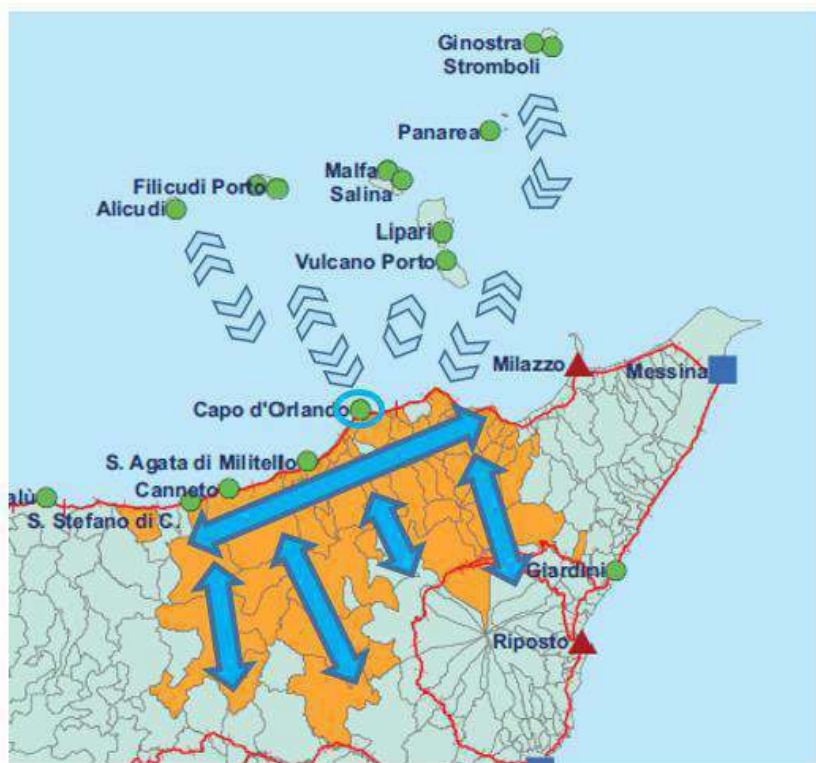 Ginostra
Stromboli
Panarea
Malfa
Filicudi Porto
Salina
Alicudi
Lipari
Vulcano Porto
Milazzo
Messina
Capo d'Orlando
S. Agata di Militello
Canneto
alù
S. Stefano di C.
Giardini
Riposto